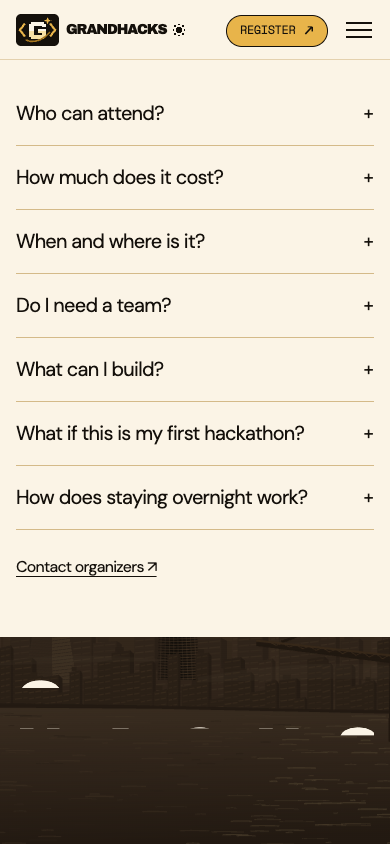 G
GRANDHACKS
REGISTER ↗
Who can attend? +
How much does it cost? +
When and where is it? +
Do I need a team? +
What can I build? +
What if this is my first hackathon? +
How does staying overnight work? +
Contact organizers ↗